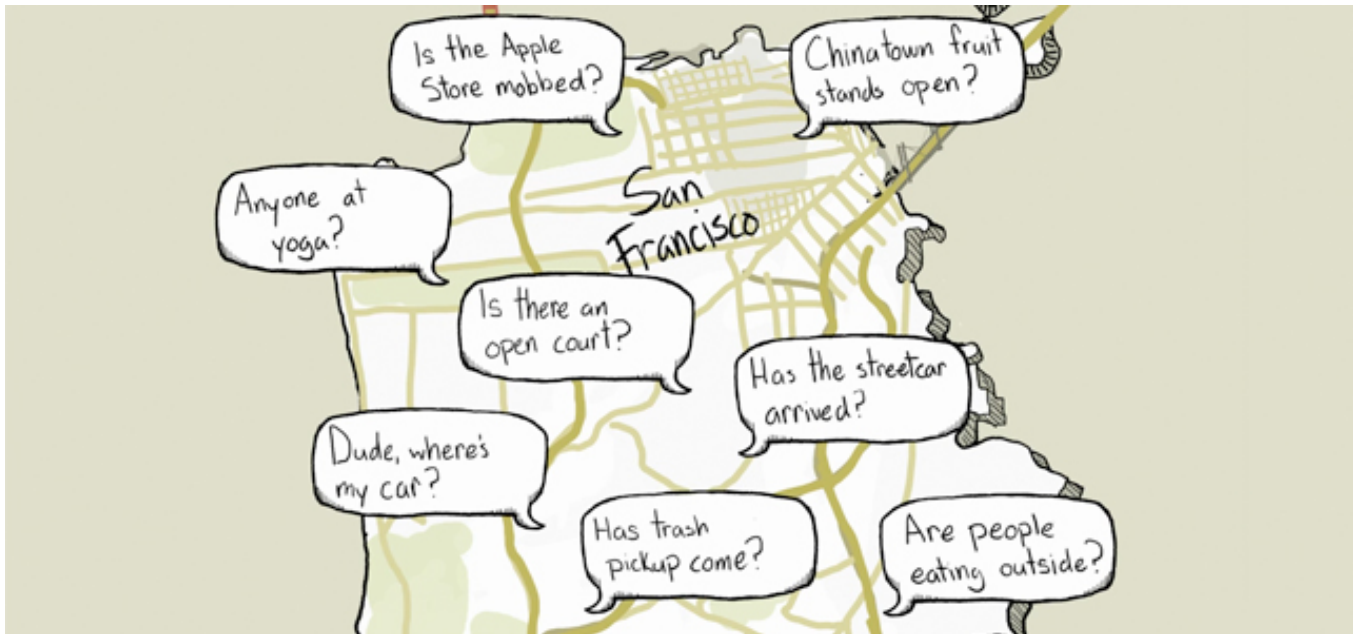 Is the Apple
Store mobbed?
Chinatown fruit
stands open?
Anyone at
yoga?
San
Francisco
Is there an
open court?
Has the streetcar
arrived?
Dude, where's
my car?
Has trash
pickup come?
Are people
eating outside?